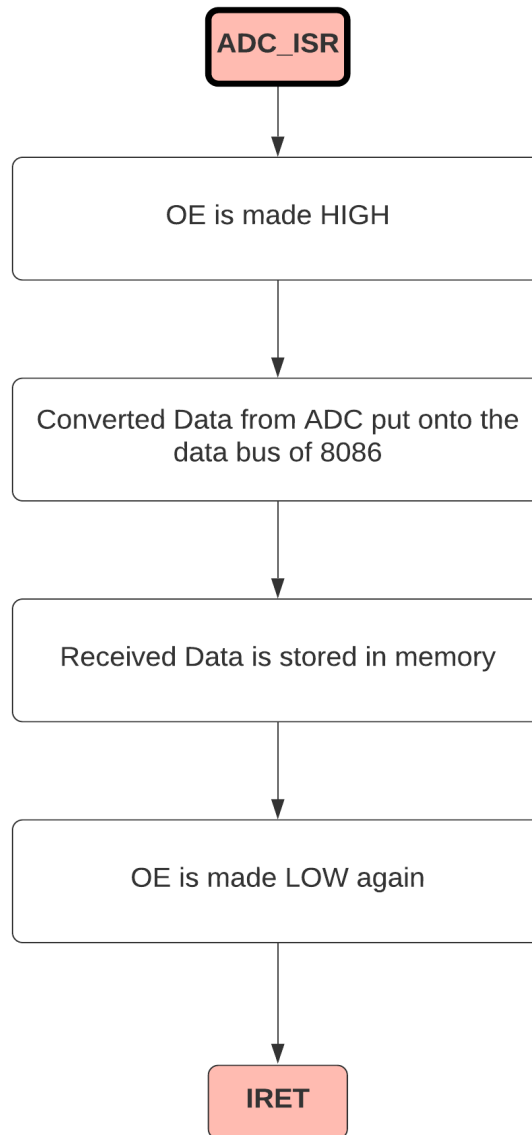 ADC_ISR
OE is made HIGH
Converted Data from ADC put onto the
data bus of 8086
Received Data is stored in memory
OE is made LOW again
IRET